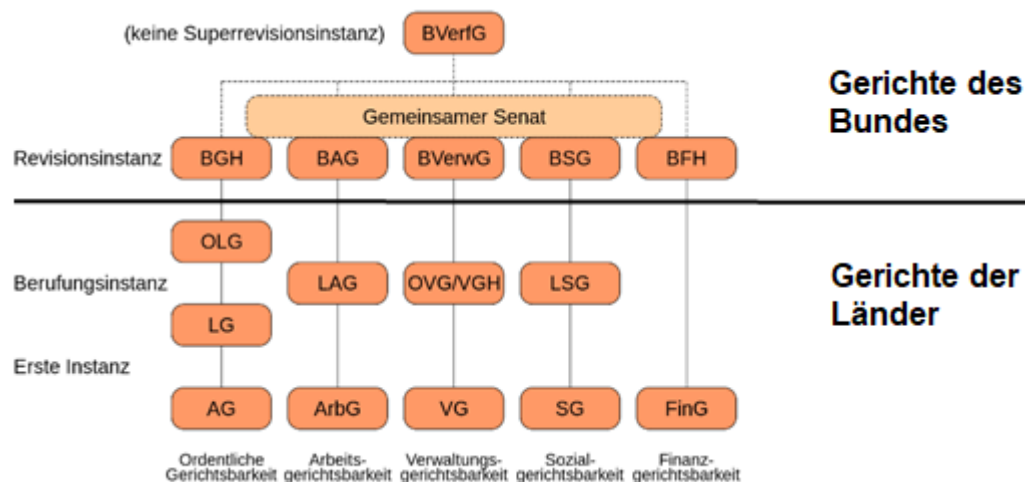 (keine Superrevisionsinstanz) BVerfG
Gerichte des
Bundes
Gemeinsamer Senat
Revisionsinstanz BGH BAG BVerwG BSG BFH
OLG
Berufungsinstanz LAG OVG/VGH LSG
Gerichte der
Länder
LG
Erste Instanz
AG ArbG VG SG FinG
Ordentliche Arbeits- Verwaltungs- Sozial- Finanz-
Gerichtsbarkeit gerichtsbarkeit gerichtsbarkeit gerichtsbarkeit gerichtsbarkeit